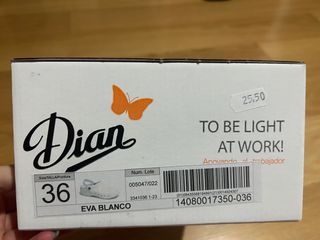 25,50
Dian
TO BE LIGHT
AT WORK!
Apoyando al trabajador
36
Num. Lote
005047/022
EVA BLANCO
14080017350-036